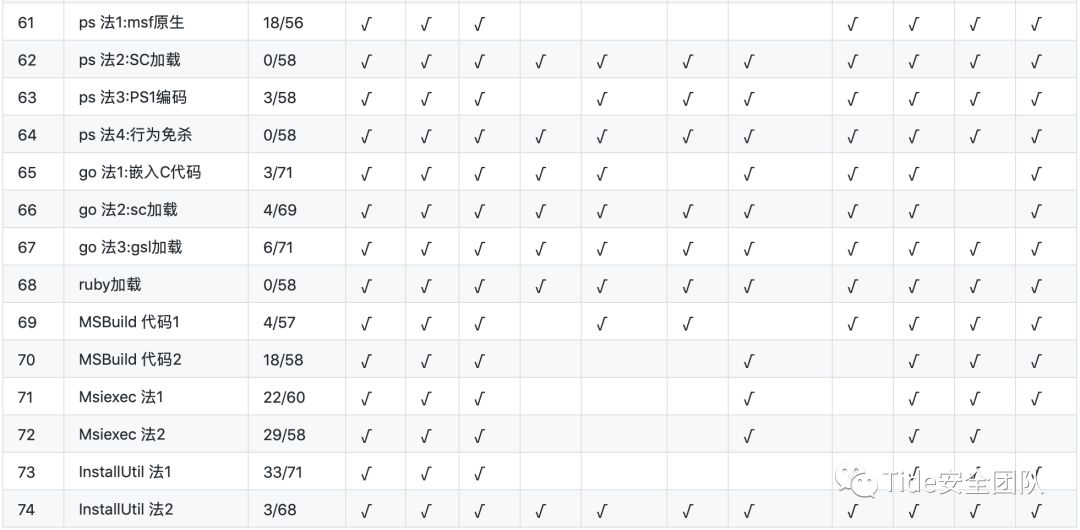 61 ps 法1:msf原生 18/56 √ √ √ √ √ √ √
62 ps 法2:SC加载 0/58 √ √ √ √ √ √ √ √ √ √ √
63 ps 法3:PS1编码 3/58 √ √ √ √ √ √ √ √ √ √
64 ps 法4:行为免杀 0/58 √ √ √ √ √ √ √ √ √ √ √
65 go 法1:嵌入C代码 3/71 √ √ √ √ √ √ √ √ √
66 go 法2:sc加载 4/69 √ √ √ √ √ √ √ √ √ √
67 go 法3:gsl加载 6/71 √ √ √ √ √ √ √ √ √ √ √
68 ruby加载 0/58 √ √ √ √ √ √ √ √ √ √ √
69 MSBuild 代码1 4/57 √ √ √ √ √ √ √ √ √
70 MSBuild 代码2 18/58 √ √ √ √ √ √ √
71 Msiexec 法1 22/60 √ √ √ √ √ √ √
72 Msiexec 法2 29/58 √ √ √ √ √ √
73 InstallUtil 法1 33/71 √ √ √ √ √ √
74 InstallUtil 法2 3/68 √ √ √ √ √ √ √ √ √ √ √
Tide安全团队